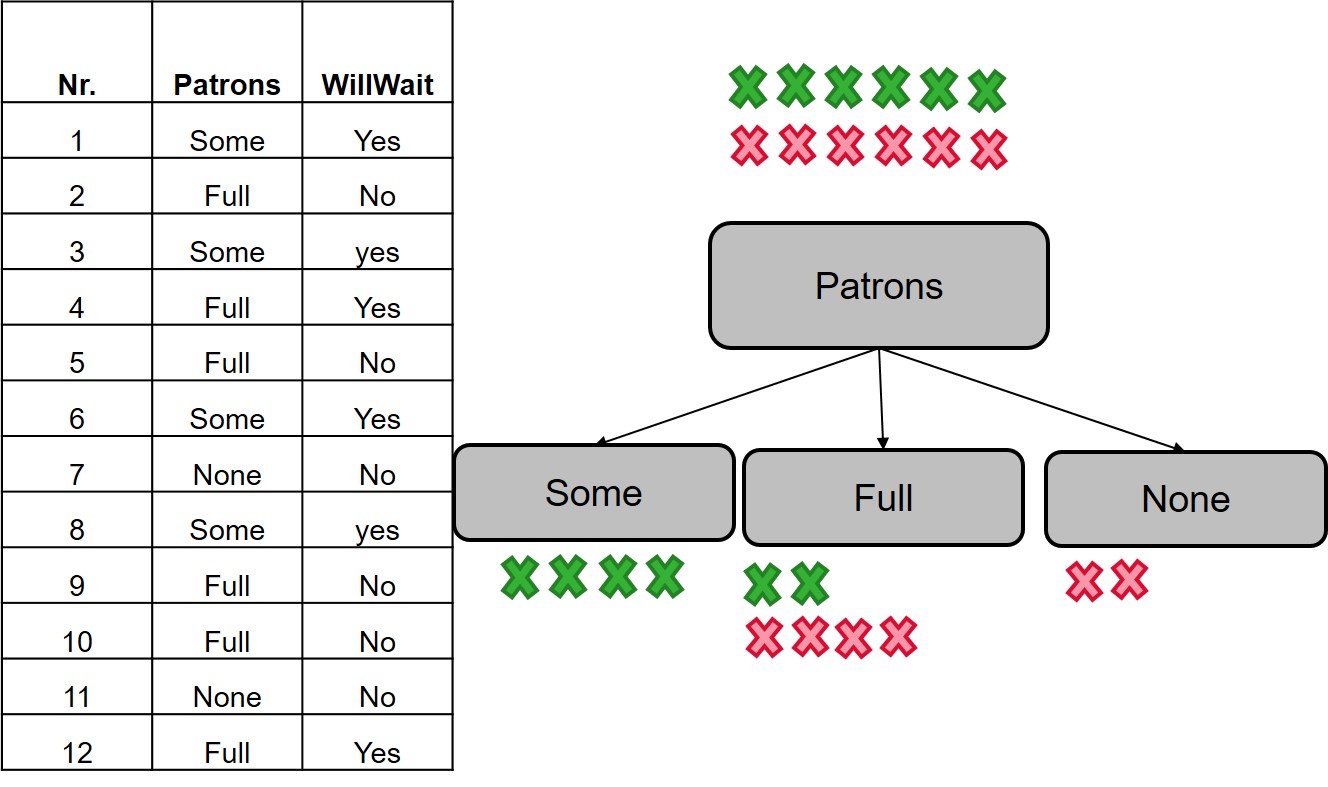 Nr. Patrons WillWait
1 Some Yes
2 Full No
3 Some yes
4 Full Yes
5 Full No
6 Some Yes
7 None No
8 Some yes
9 Full No
10 Full No
11 None No
12 Full Yes
Patrons
Some Full None